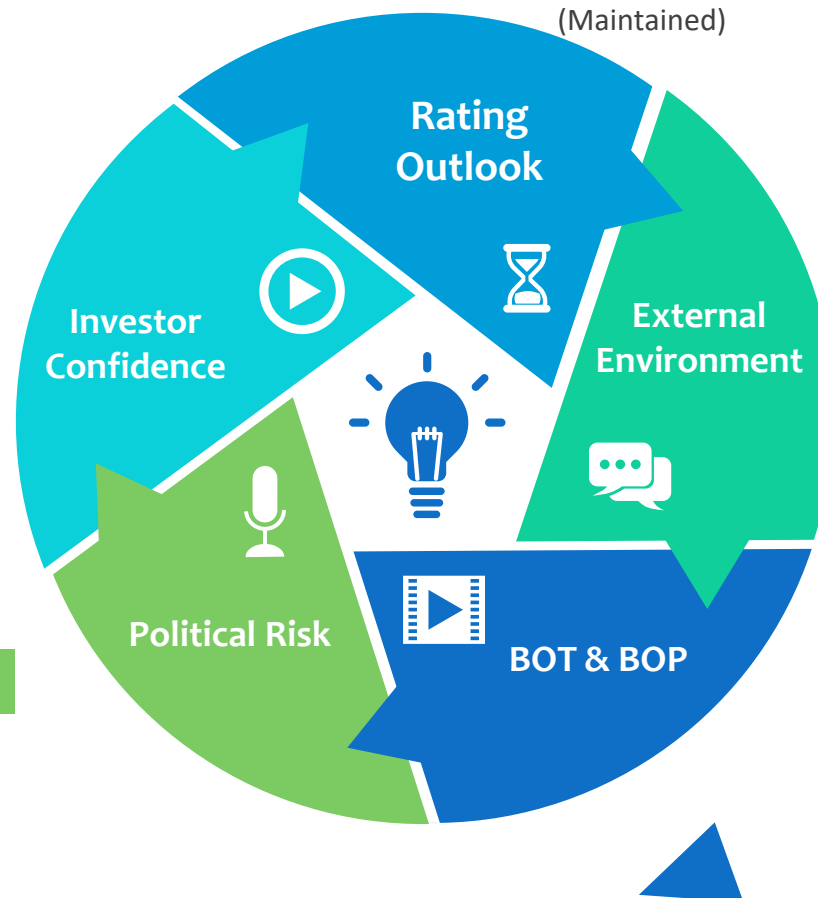 (Maintained)
Rating
Outlook
External
Environment
Investor
Confidence
Political Risk
BOT & BOP